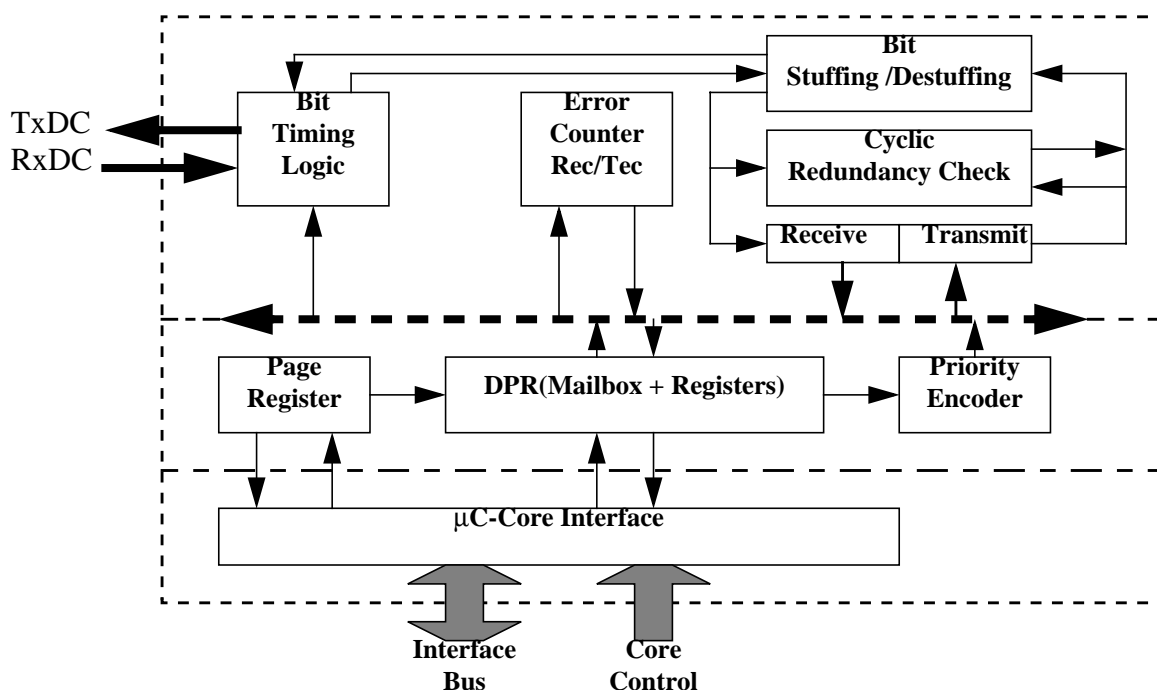 Bit
Stuffing /Destuffing
Bit
Timing
Logic
Error
Counter
Rec/Tec
TxDC
RxDC
Cyclic
Redundancy Check
Receive
Transmit
Page
Register
DPR(Mailbox + Registers)
Priority
Encoder
µC-Core Interface
Interface
Bus
Core
Control